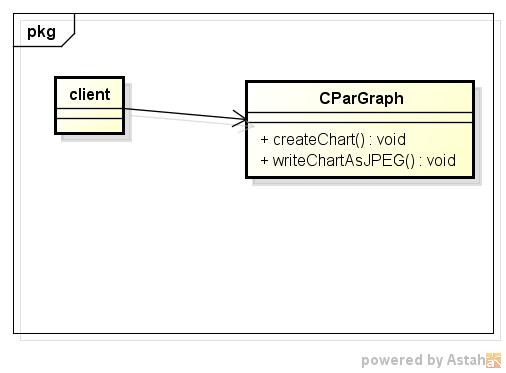 pkg
client
CParGraph
+ createChart() : void
+ writeChartAsJPEG() : void
powered by Astah